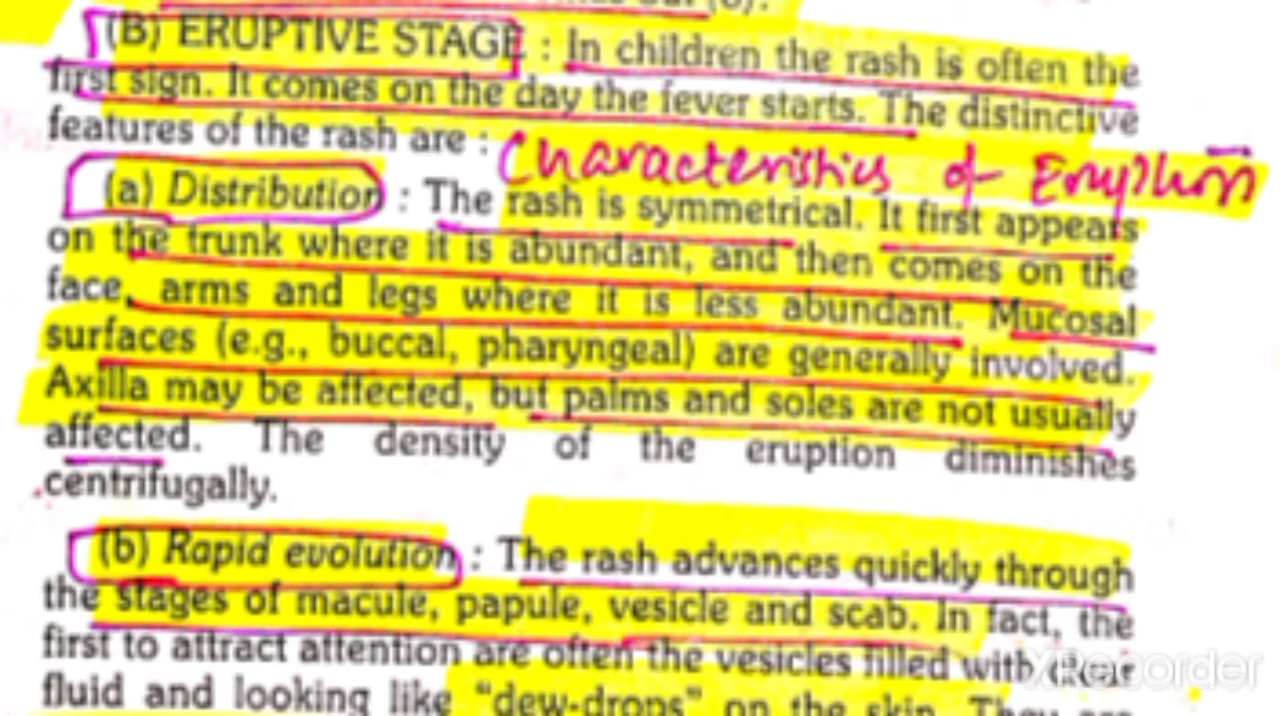 (B) ERUPTIVE STAGE : In children the rash is often the
first sign. It comes on the day the fever starts. The distinctive
features of the rash are :
Characteristics of Eruption
(a) Distribution : The rash is symmetrical. It first appears
on the trunk where it is abundant, and then comes on the
face, arms and legs where it is less abundant. Mucosal
surfaces (e.g., buccal, pharyngeal) are generally involved.
Axilla may be affected, but palms and soles are not usually
affected. The density of the eruption diminishes
centrifugally.
(b) Rapid evolution : The rash advances quickly through
the stages of macule, papule, vesicle and scab. In fact, the
first to attract attention are often the vesicles filled with clear
fluid and looking like "dew-drops" on the skin. They are
XRecorder